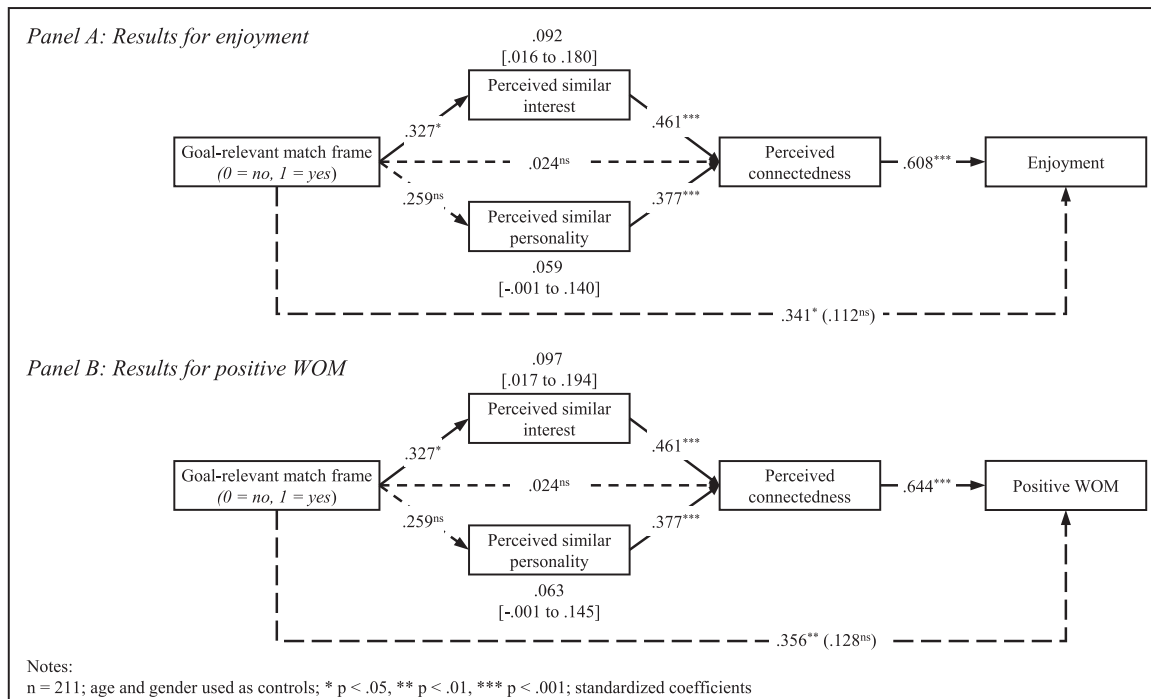 Panel A: Results for enjoyment
.092
[.016 to .180]
Perceived similar
interest
.327*
.461***
Goal-relevant match frame
(0 = no, 1 = yes)
.024ns
Perceived
connectedness
.608***
Enjoyment
.259ns
.377***
Perceived similar
personality
.059
[-.001 to .140]
.341* (.112ns)
Panel B: Results for positive WOM
.097
[.017 to .194]
Perceived similar
interest
.327*
.461***
Goal-relevant match frame
(0 = no, 1 = yes)
.024ns
Perceived
connectedness
.644***
Positive WOM
.259ns
.377***
Perceived similar
personality
.063
[-.001 to .145]
.356** (.128ns)
Notes:
n = 211; age and gender used as controls; * p < .05, ** p < .01, *** p < .001; standardized coefficients